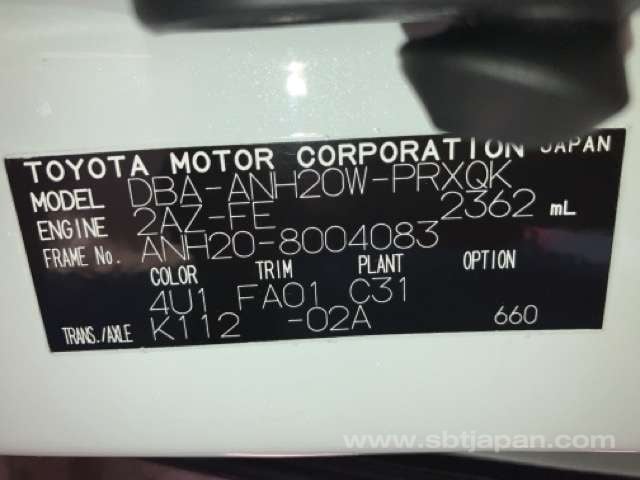 TOYOTA MOTOR CORPORATION JAPAN
MODEL DBA-ANH20W-PRXQK
ENGINE 2AZ-FE 2362 mL
FRAME No. ANH20-8004083
COLOR TRIM PLANT OPTION
4U1 FA01 C31
TRANS./AXLE K112 -02A 660
www.sbtjapan.com